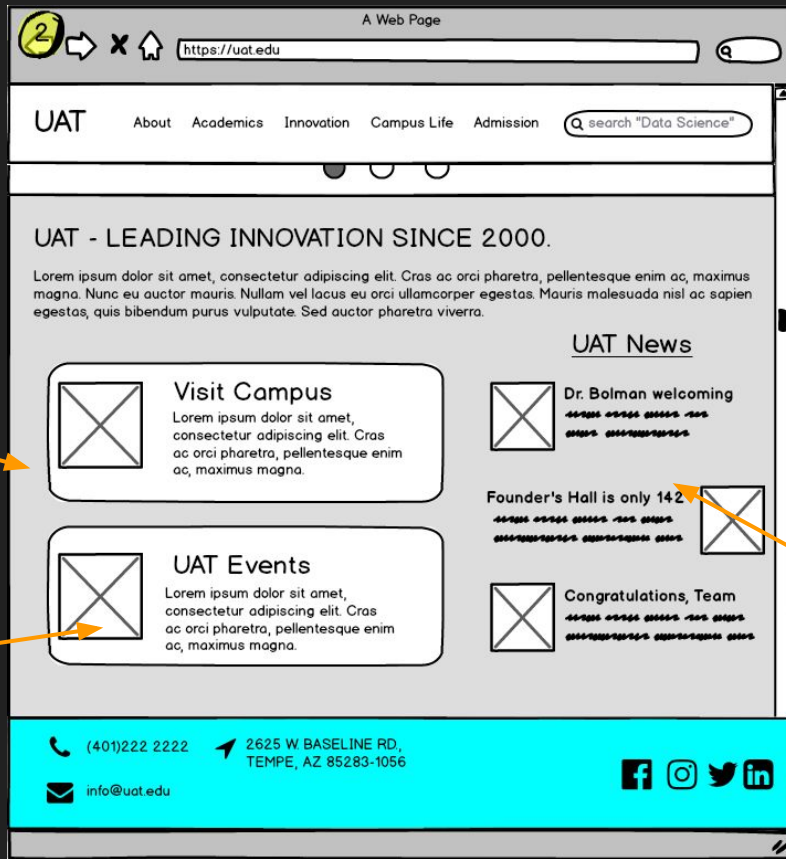 A Web Page
2
https://uat.edu
UAT
About Academics Innovation Campus Life Admission
search "Data Science"
UAT - LEADING INNOVATION SINCE 2000.
Lorem ipsum dolor sit amet, consectetur adipiscing elit. Cras ac orci pharetra, pellentesque enim ac, maximus
magna. Nunc eu auctor mauris. Nullam vel lacus eu orci ullamcorper egestas. Mauris malesuada nisl ac sapien
egestas, quis bibendum purus vulputate. Sed auctor pharetra viverra.
Visit Campus
Lorem ipsum dolor sit amet,
consectetur adipiscing elit. Cras
ac orci pharetra, pellentesque enim
ac, maximus magna.
UAT Events
Lorem ipsum dolor sit amet,
consectetur adipiscing elit. Cras
ac orci pharetra, pellentesque enim
ac, maximus magna.
UAT News
Dr. Bolman welcoming
Founder's Hall is only 142
Congratulations, Team
(401)222 2222
2625 W. BASELINE RD.,
TEMPE, AZ 85283-1056
info@uat.edu